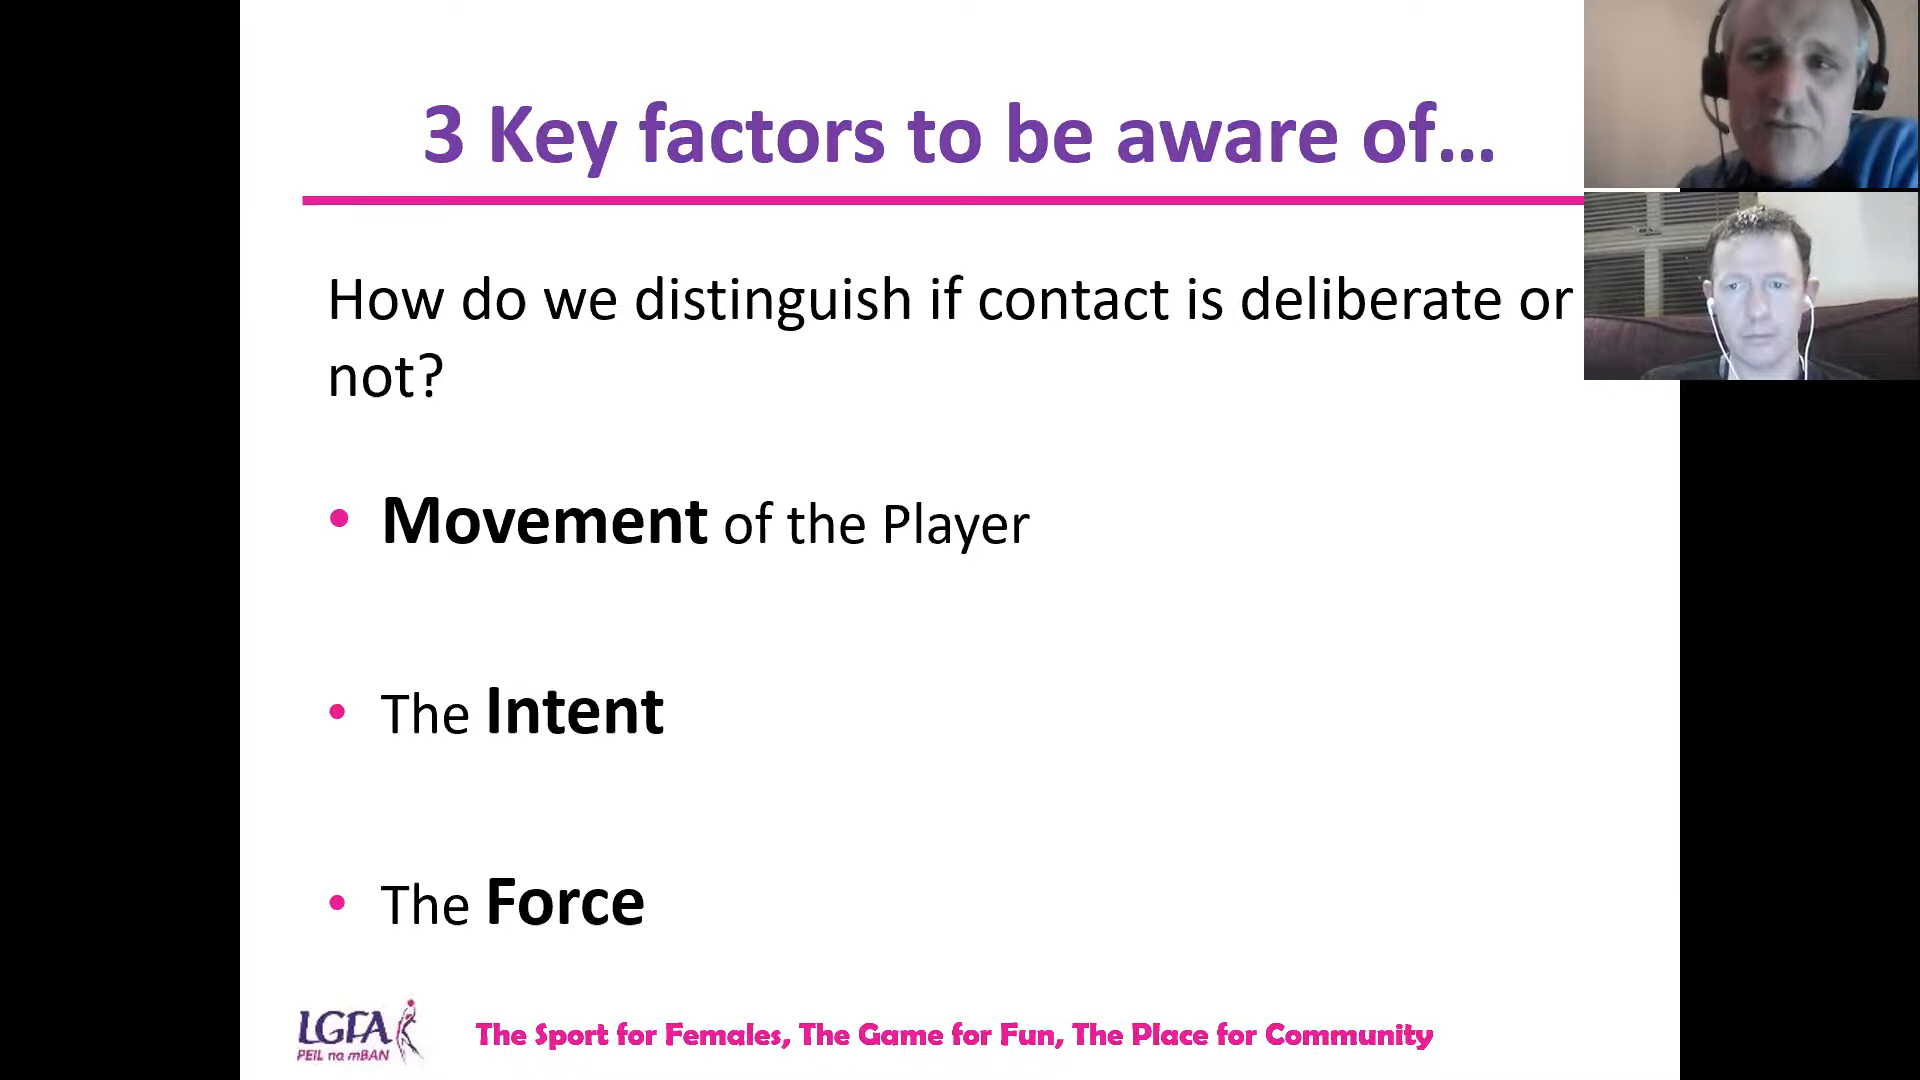 3 Key factors to be aware of...
How do we distinguish if contact is deliberate or
not?
• Movement of the Player
• The Intent
• The Force
LGFA
PEIL na mBAN
The Sport for Females, The Game for Fun, The Place for Community